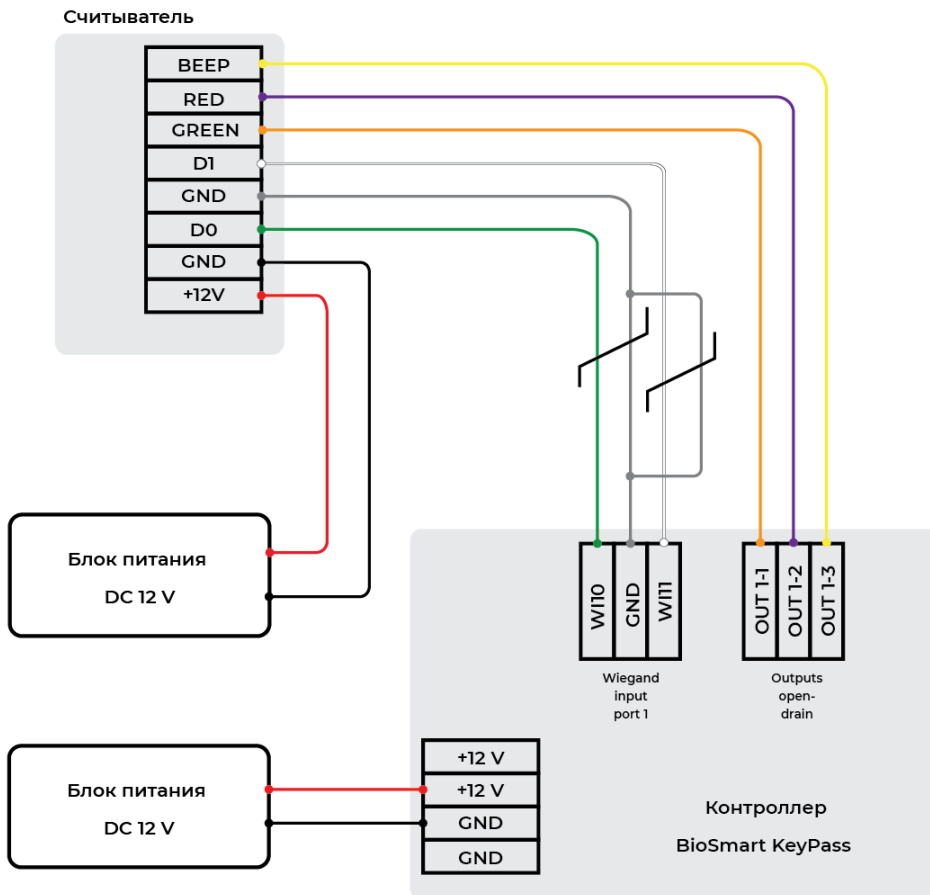 Считыватель
BEEP
RED
GREEN
D1
GND
D0
GND
+12V
Блок питания
DC 12 V
WI10
GND
WI11
OUT 1-1
OUT 1-2
OUT 1-3
Wiegand
input
port 1
Outputs
open-
drain
Блок питания
DC 12 V
+12 V
+12 V
GND
GND
Контроллер
BioSmart KeyPass